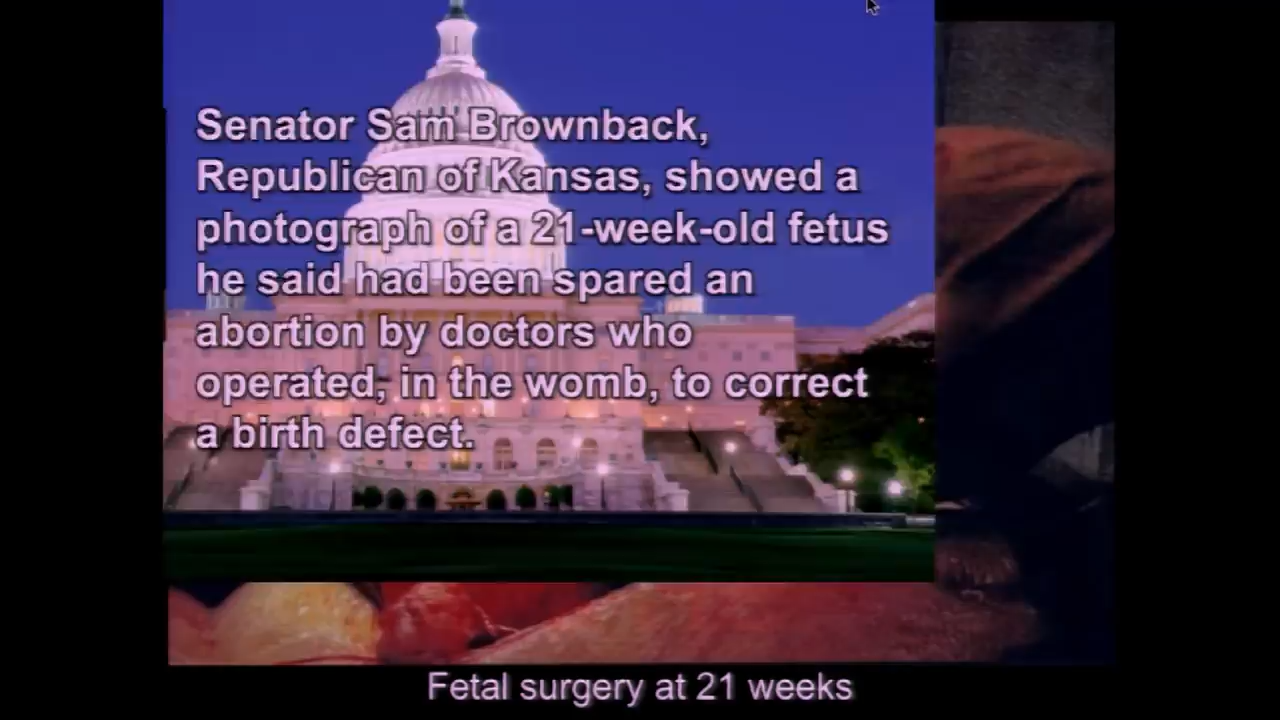 Senator Sam Brownback,
Republican of Kansas, showed a
photograph of a 21-week-old fetus
he said had been spared an
abortion by doctors who
operated, in the womb, to correct
a birth defect.
Fetal surgery at 21 weeks